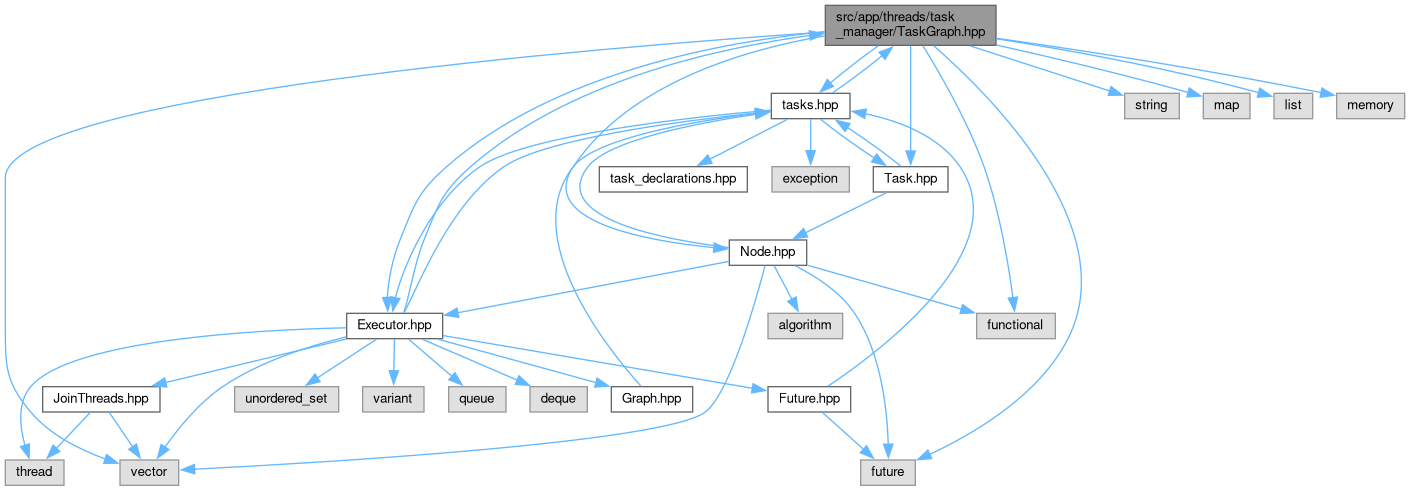 src/app/threads/task
_manager/TaskGraph.hpp
tasks.hpp
string
map
list
memory
task_declarations.hpp
exception
Task.hpp
Node.hpp
Executor.hpp
algorithm
functional
JoinThreads.hpp
unordered_set
variant
queue
deque
Graph.hpp
Future.hpp
thread
vector
future